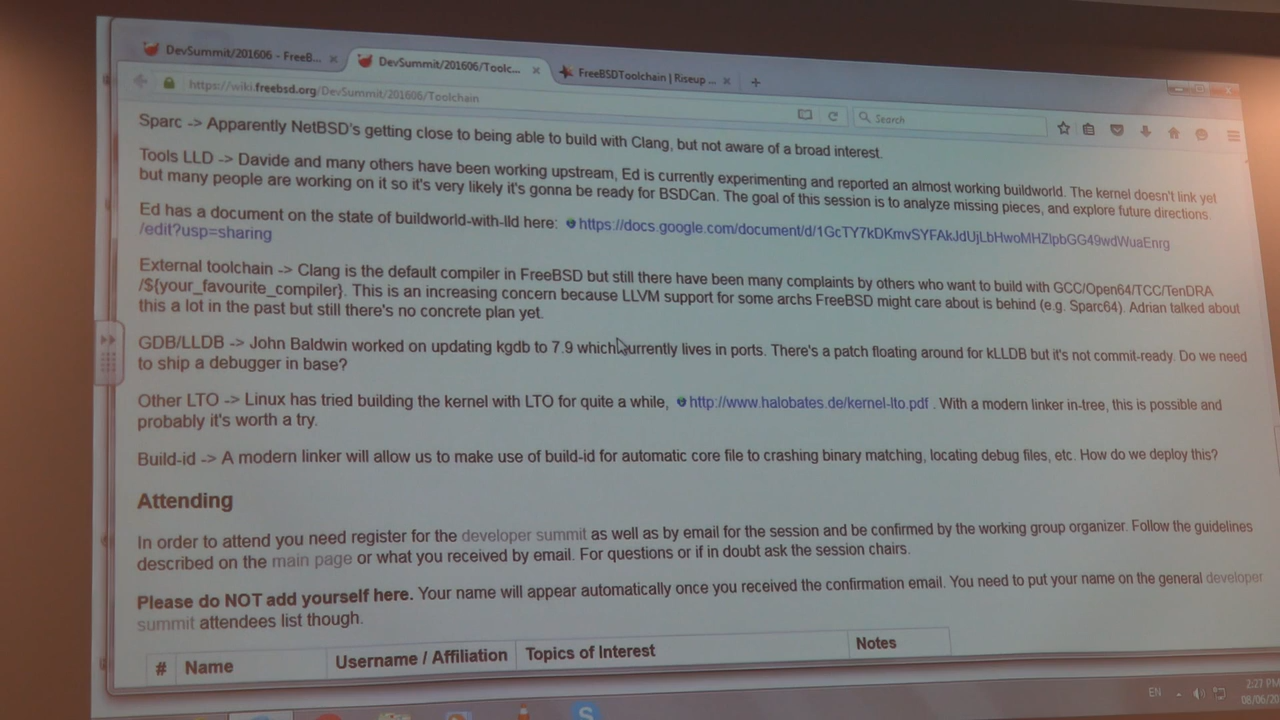 DevSummit/201606 - FreeB...
DevSummit/201606/Toolc...
FreeBSDToolchain | Riseup ...
https://wiki.freebsd.org/DevSummit/201606/Toolchain
Search
Sparc -> Apparently NetBSD's getting close to being able to build with Clang, but not aware of a broad interest.
Tools LLD -> Davide and many others have been working upstream, Ed is currently experimenting and reported an almost working buildworld. The kernel doesn't link yet
but many people are working on it so it's very likely it's gonna be ready for BSDCan. The goal of this session is to analyze missing pieces, and explore future directions.
Ed has a document on the state of buildworld-with-lld here: https://docs.google.com/document/d/1GcTY7kDKmvSYFAkJdUjLbHwoMHZlpbGG49wdWuaEnrg
/edit?usp=sharing
External toolchain -> Clang is the default compiler in FreeBSD but still there have been many complaints by others who want to build with GCC/Open64/TCC/TenDRA
/${your_favourite_compiler}. This is an increasing concern because LLVM support for some archs FreeBSD might care about is behind (e.g. Sparc64). Adrian talked about
this a lot in the past but still there's no concrete plan yet.
GDB/LLDB -> John Baldwin worked on updating kgdb to 7.9 which currently lives in ports. There's a patch floating around for kLLDB but it's not commit-ready. Do we need
to ship a debugger in base?
Other LTO -> Linux has tried building the kernel with LTO for quite a while, http://www.halobates.de/kernel-lto.pdf . With a modern linker in-tree, this is possible and
probably it's worth a try.
Build-id -> A modern linker will allow us to make use of build-id for automatic core file to crashing binary matching, locating debug files, etc. How do we deploy this?
Attending
In order to attend you need register for the developer summit as well as by email for the session and be confirmed by the working group organizer. Follow the guidelines
described on the main page or what you received by email. For questions or if in doubt ask the session chairs.
Please do NOT add yourself here. Your name will appear automatically once you received the confirmation email. You need to put your name on the general developer
summit attendees list though.
# Name Username / Affiliation Topics of Interest Notes
EN
2:27 PM
08/06/20